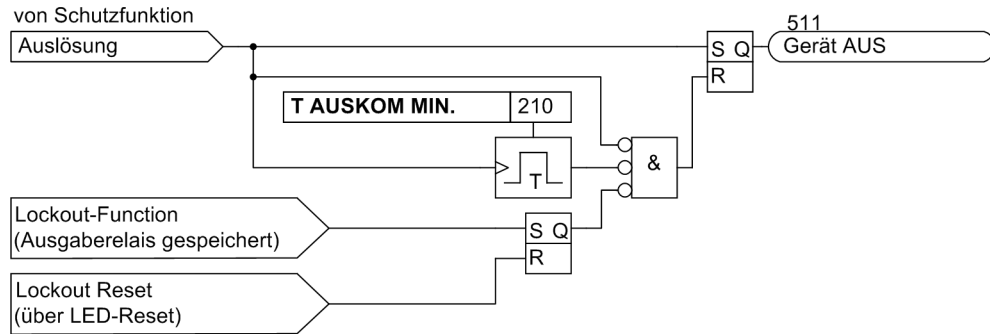 von Schutzfunktion
Auslösung
511
S Q
Gerät AUS
R
T AUSKOM MIN. 210
T
&
Lockout-Function
(Ausgaberelais gespeichert)
S Q
R
Lockout Reset
(über LED-Reset)